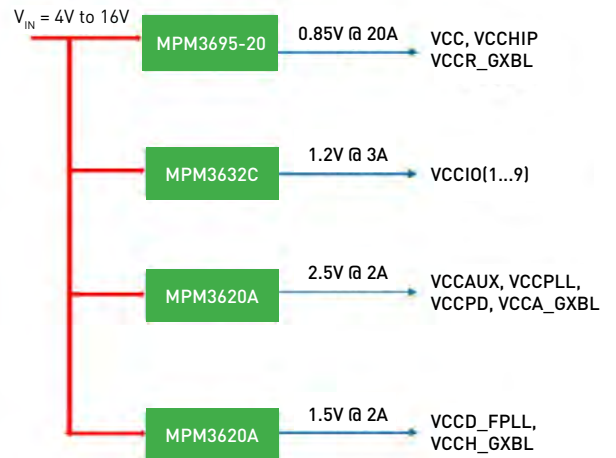 V_IN = 4V to 16V
MPM3695-20
0.85V @ 20A
VCC, VCCHIP
VCCR_GXBL
MPM3632C
1.2V @ 3A
VCCIO(1...9)
MPM3620A
2.5V @ 2A
VCCAUX, VCCPLL,
VCCPD, VCCA_GXBL
MPM3620A
1.5V @ 2A
VCCD_FPLL,
VCCH_GXBL